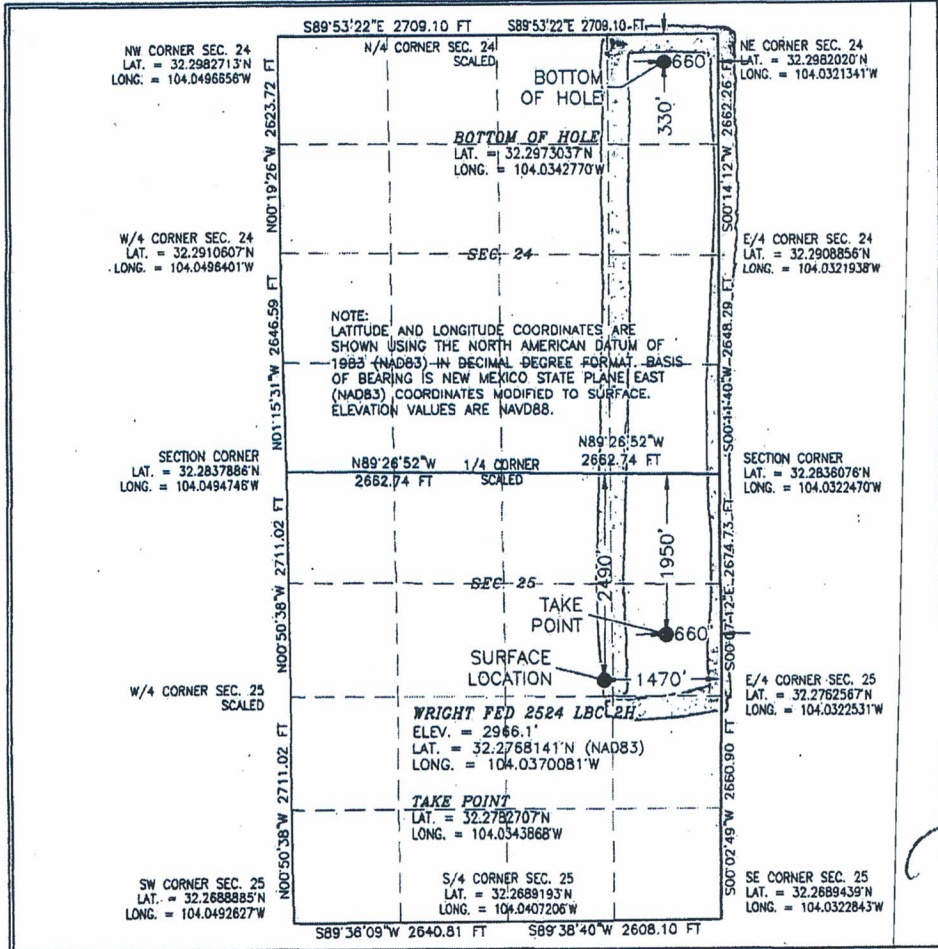 S89°53'22"E 2709.10 FT
S89°53'22"E 2709.10 FT
NW CORNER SEC. 24
LAT. = 32.2982713°N
LONG. = 104.0496656°W
N/4 CORNER SEC. 24
SCALED
NE CORNER SEC. 24
LAT. = 32.2982020°N
LONG. = 104.0321341°W
BOTTOM
OF HOLE
660'
330'
N00°19'26"W 2623.72 FT
S00°14'12"W 2662.26 FT
BOTTOM OF HOLE
LAT. = 32.2973037°N
LONG. = 104.0342770°W
W/4 CORNER SEC. 24
LAT. = 32.2910607°N
LONG. = 104.0496401°W
SEC. 24
E/4 CORNER SEC. 24
LAT. = 32.2908856°N
LONG. = 104.0321938°W
N01°15'31"W 2646.59 FT
NOTE:
LATITUDE AND LONGITUDE COORDINATES ARE
SHOWN USING THE NORTH AMERICAN DATUM OF
1983 (NAD83) IN DECIMAL DEGREE FORMAT. BASIS
OF BEARING IS NEW MEXICO STATE PLANE EAST
(NAD83) COORDINATES MODIFIED TO SURFACE.
ELEVATION VALUES ARE NAVD88.
2648.29 FT
SECTION CORNER
LAT. = 32.2837886°N
LONG. = 104.0494746°W
N89°26'52"W
2662.74 FT
1/4 CORNER
SCALED
N89°26'52"W
2662.74 FT
SECTION CORNER
LAT. = 32.2836076°N
LONG. = 104.0322470°W
N00°50'38"W 2711.02 FT
2490'
1950'
S00°07'12"E 2674.73 FT
SEC. 25
TAKE
POINT
660'
SURFACE
LOCATION
1470'
W/4 CORNER SEC. 25
SCALED
E/4 CORNER SEC. 25
LAT. = 32.2762567°N
LONG. = 104.0322531°W
WRIGHT FED 2524 LBC 2H
ELEV. = 2966.1'
LAT. = 32.2768141°N (NAD83)
LONG. = 104.0370081°W
N00°50'38"W 2711.02 FT
S00°02'49"W 2660.90 FT
TAKE POINT
LAT. = 32.2782707°N
LONG. = 104.0343868°W
SW CORNER SEC. 25
LAT. = 32.2688885°N
LONG. = 104.0492627°W
S/4 CORNER SEC. 25
LAT. = 32.2689193°N
LONG. = 104.0407206°W
SE CORNER SEC. 25
LAT. = 32.2689439°N
LONG. = 104.0322843°W
S89°36'09"W 2640.81 FT
S89°38'40"W 2608.10 FT